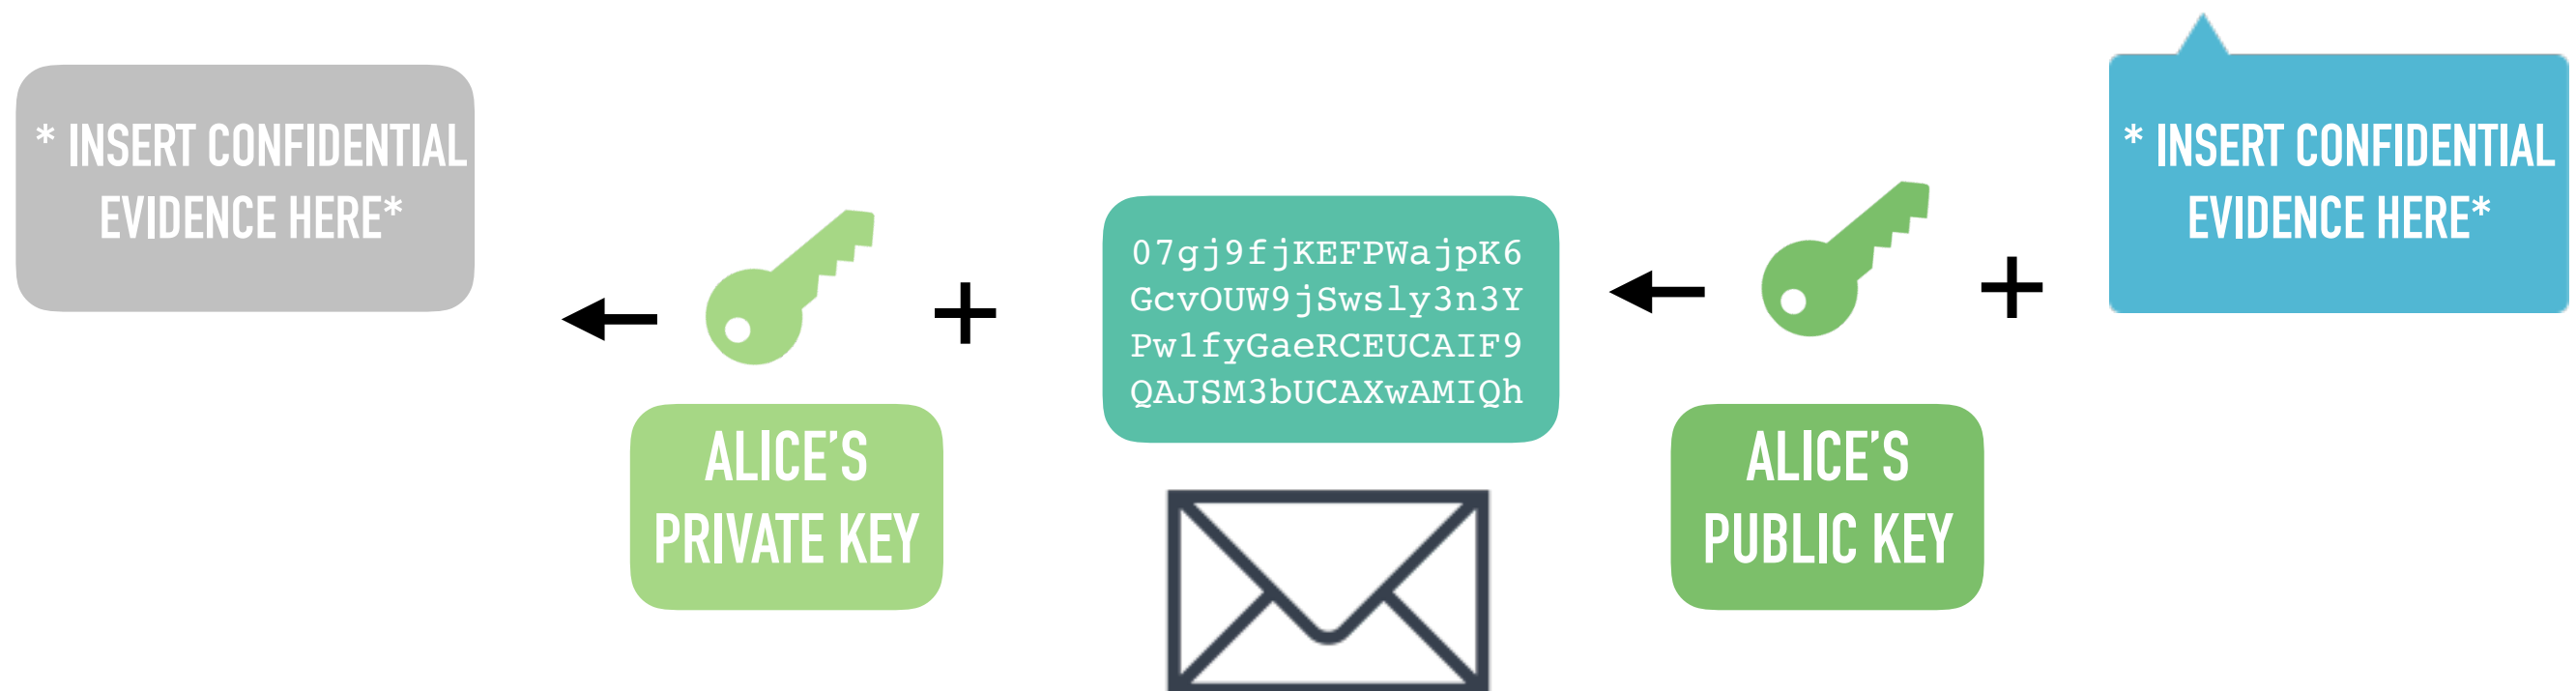 * INSERT CONFIDENTIAL
EVIDENCE HERE*
ALICE'S
PRIVATE KEY
07gj9fjKEFPWajpK6
GcvOUW9jSwsly3n3Y
Pw1fyGaeRCEUCAIF9
QAJSM3bUCAXwAMIQh
ALICE'S
PUBLIC KEY
* INSERT CONFIDENTIAL
EVIDENCE HERE*